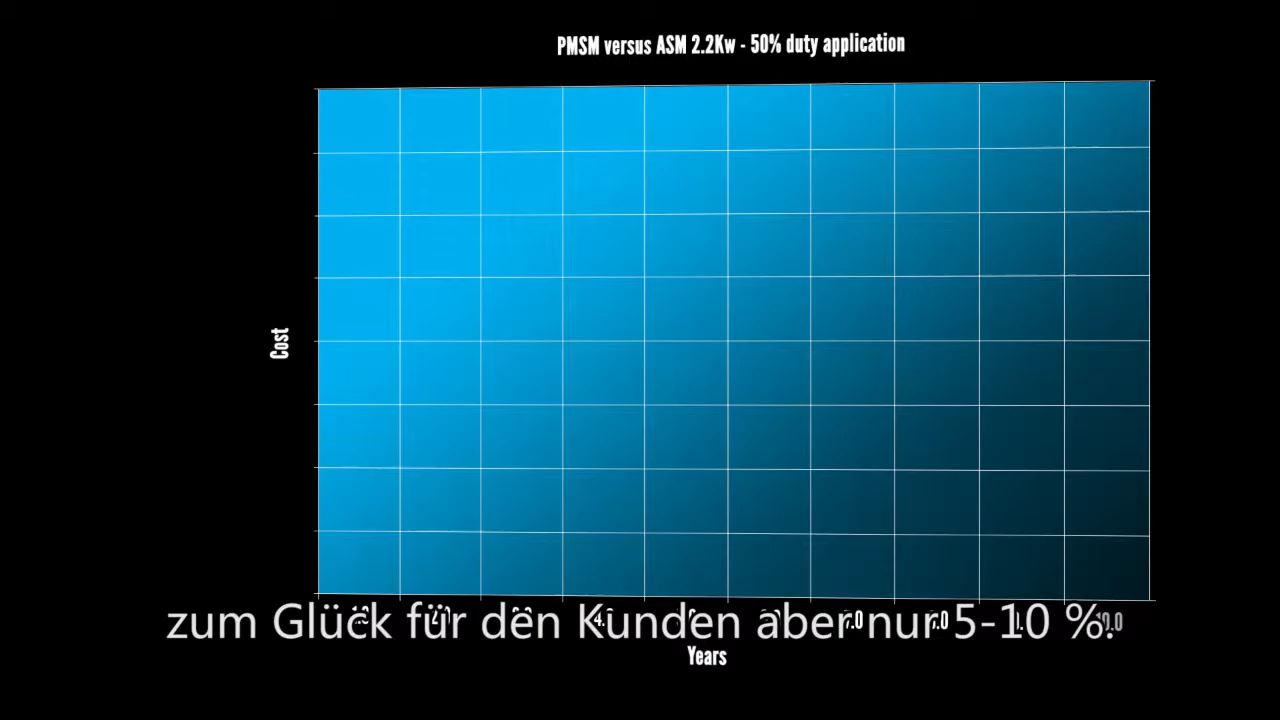 PMSM versus ASM 2.2Kw - 50% duty application
Cost
zum Glück für den Kunden aber nur 5-10 %.
Years